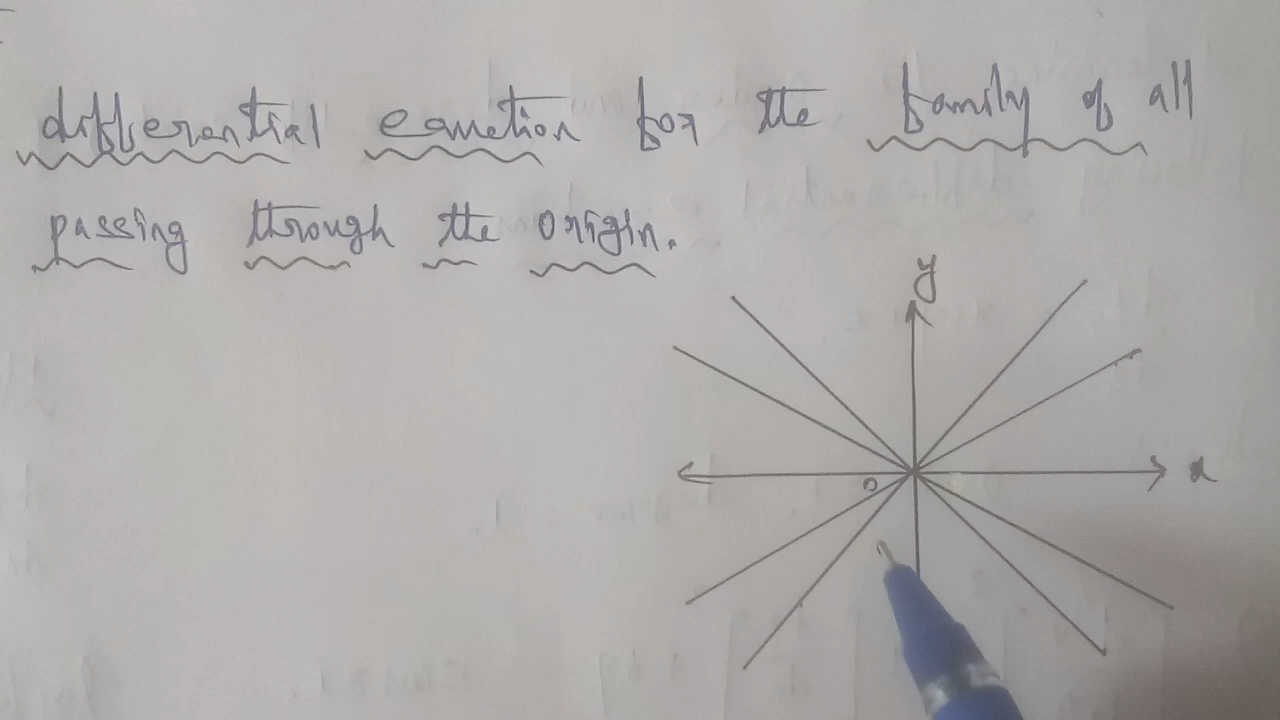 differential equation for the family of all
passing through the origin.
y
x
o